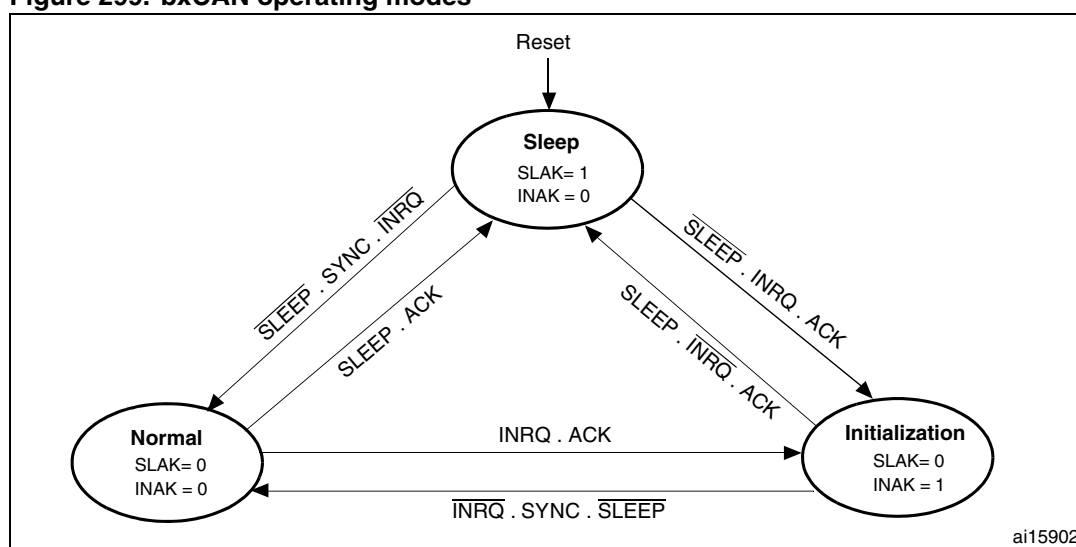 Figure 299. bxCAN operating modes
Reset
Sleep
SLAK= 1
INAK = 0
SLEEP . SYNC . INRQ
SLEEP . ACK
SLEEP . INRQ . ACK
SLEEP . INRQ . ACK
Normal
SLAK= 0
INAK = 0
INRQ . ACK
INRQ . SYNC . SLEEP
Initialization
SLAK= 0
INAK = 1
ai15902